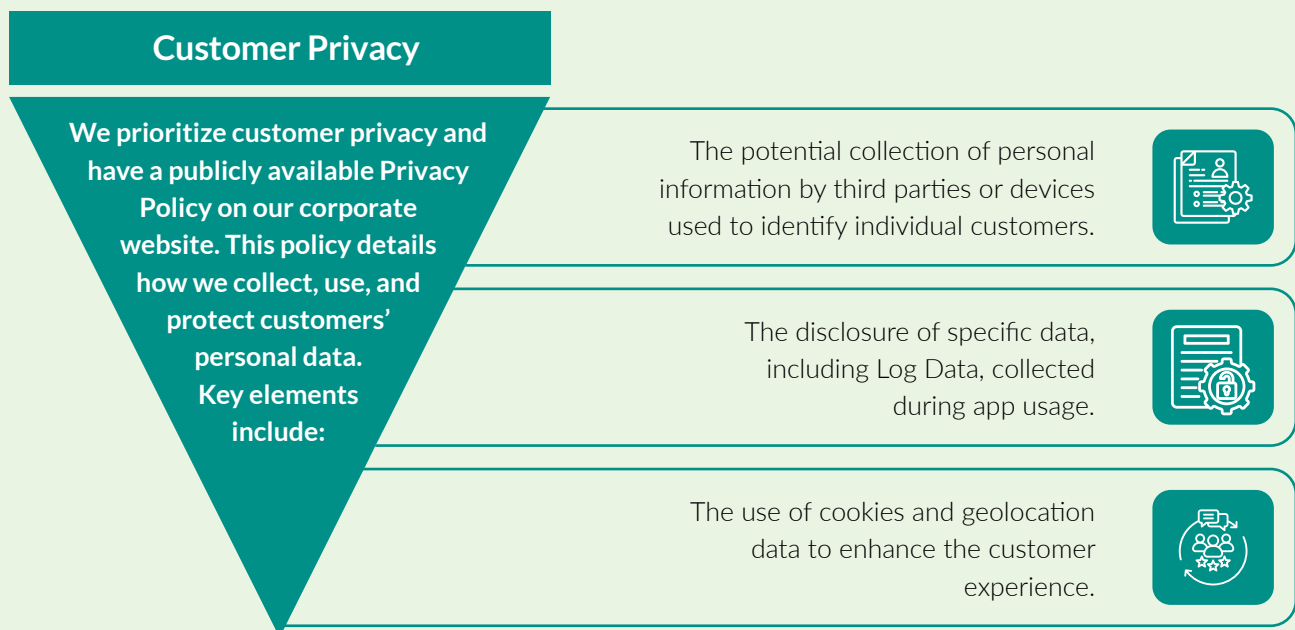 Customer Privacy
We prioritize customer privacy and
have a publicly available Privacy
Policy on our corporate
website. This policy details
how we collect, use, and
protect customers’
personal data.
Key elements
include:
The potential collection of personal
information by third parties or devices
used to identify individual customers.
The disclosure of specific data,
including Log Data, collected
during app usage.
The use of cookies and geolocation
data to enhance the customer
experience.